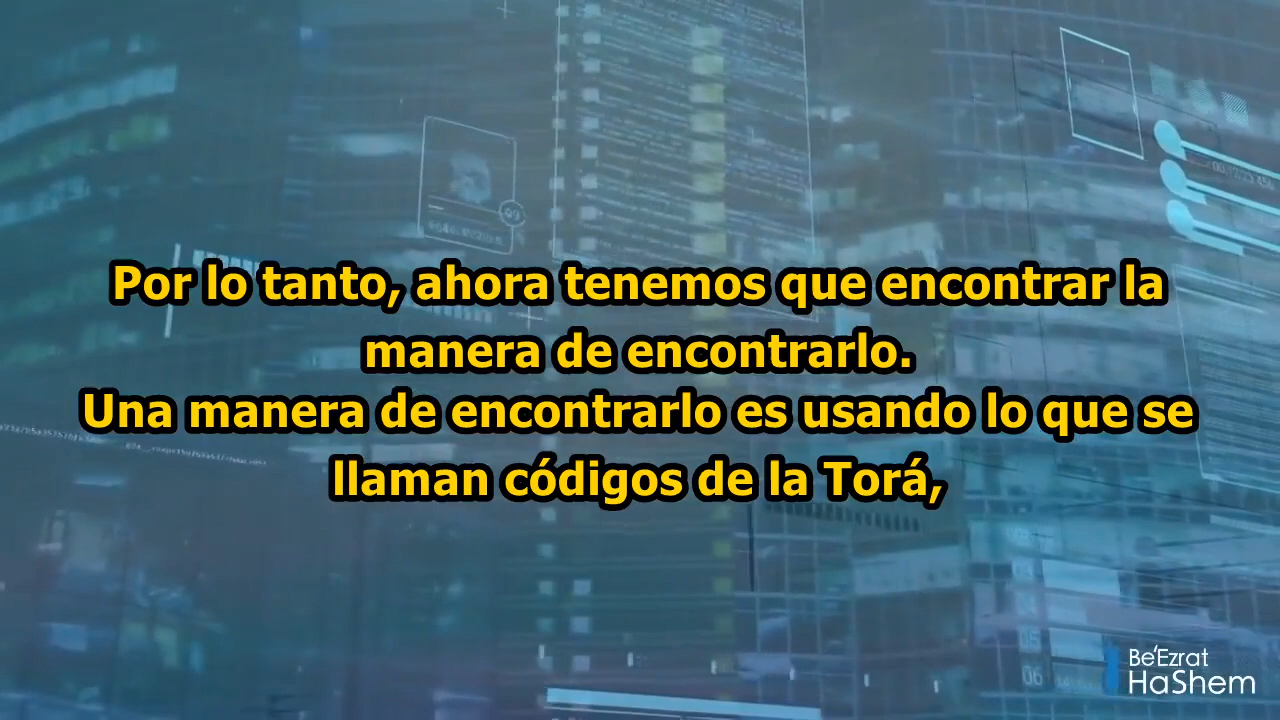 Por lo tanto, ahora tenemos que encontrar la
manera de encontrarlo.
Una manera de encontrarlo es usando lo que se
llaman códigos de la Torá,
Be'Ezrat
HaShem